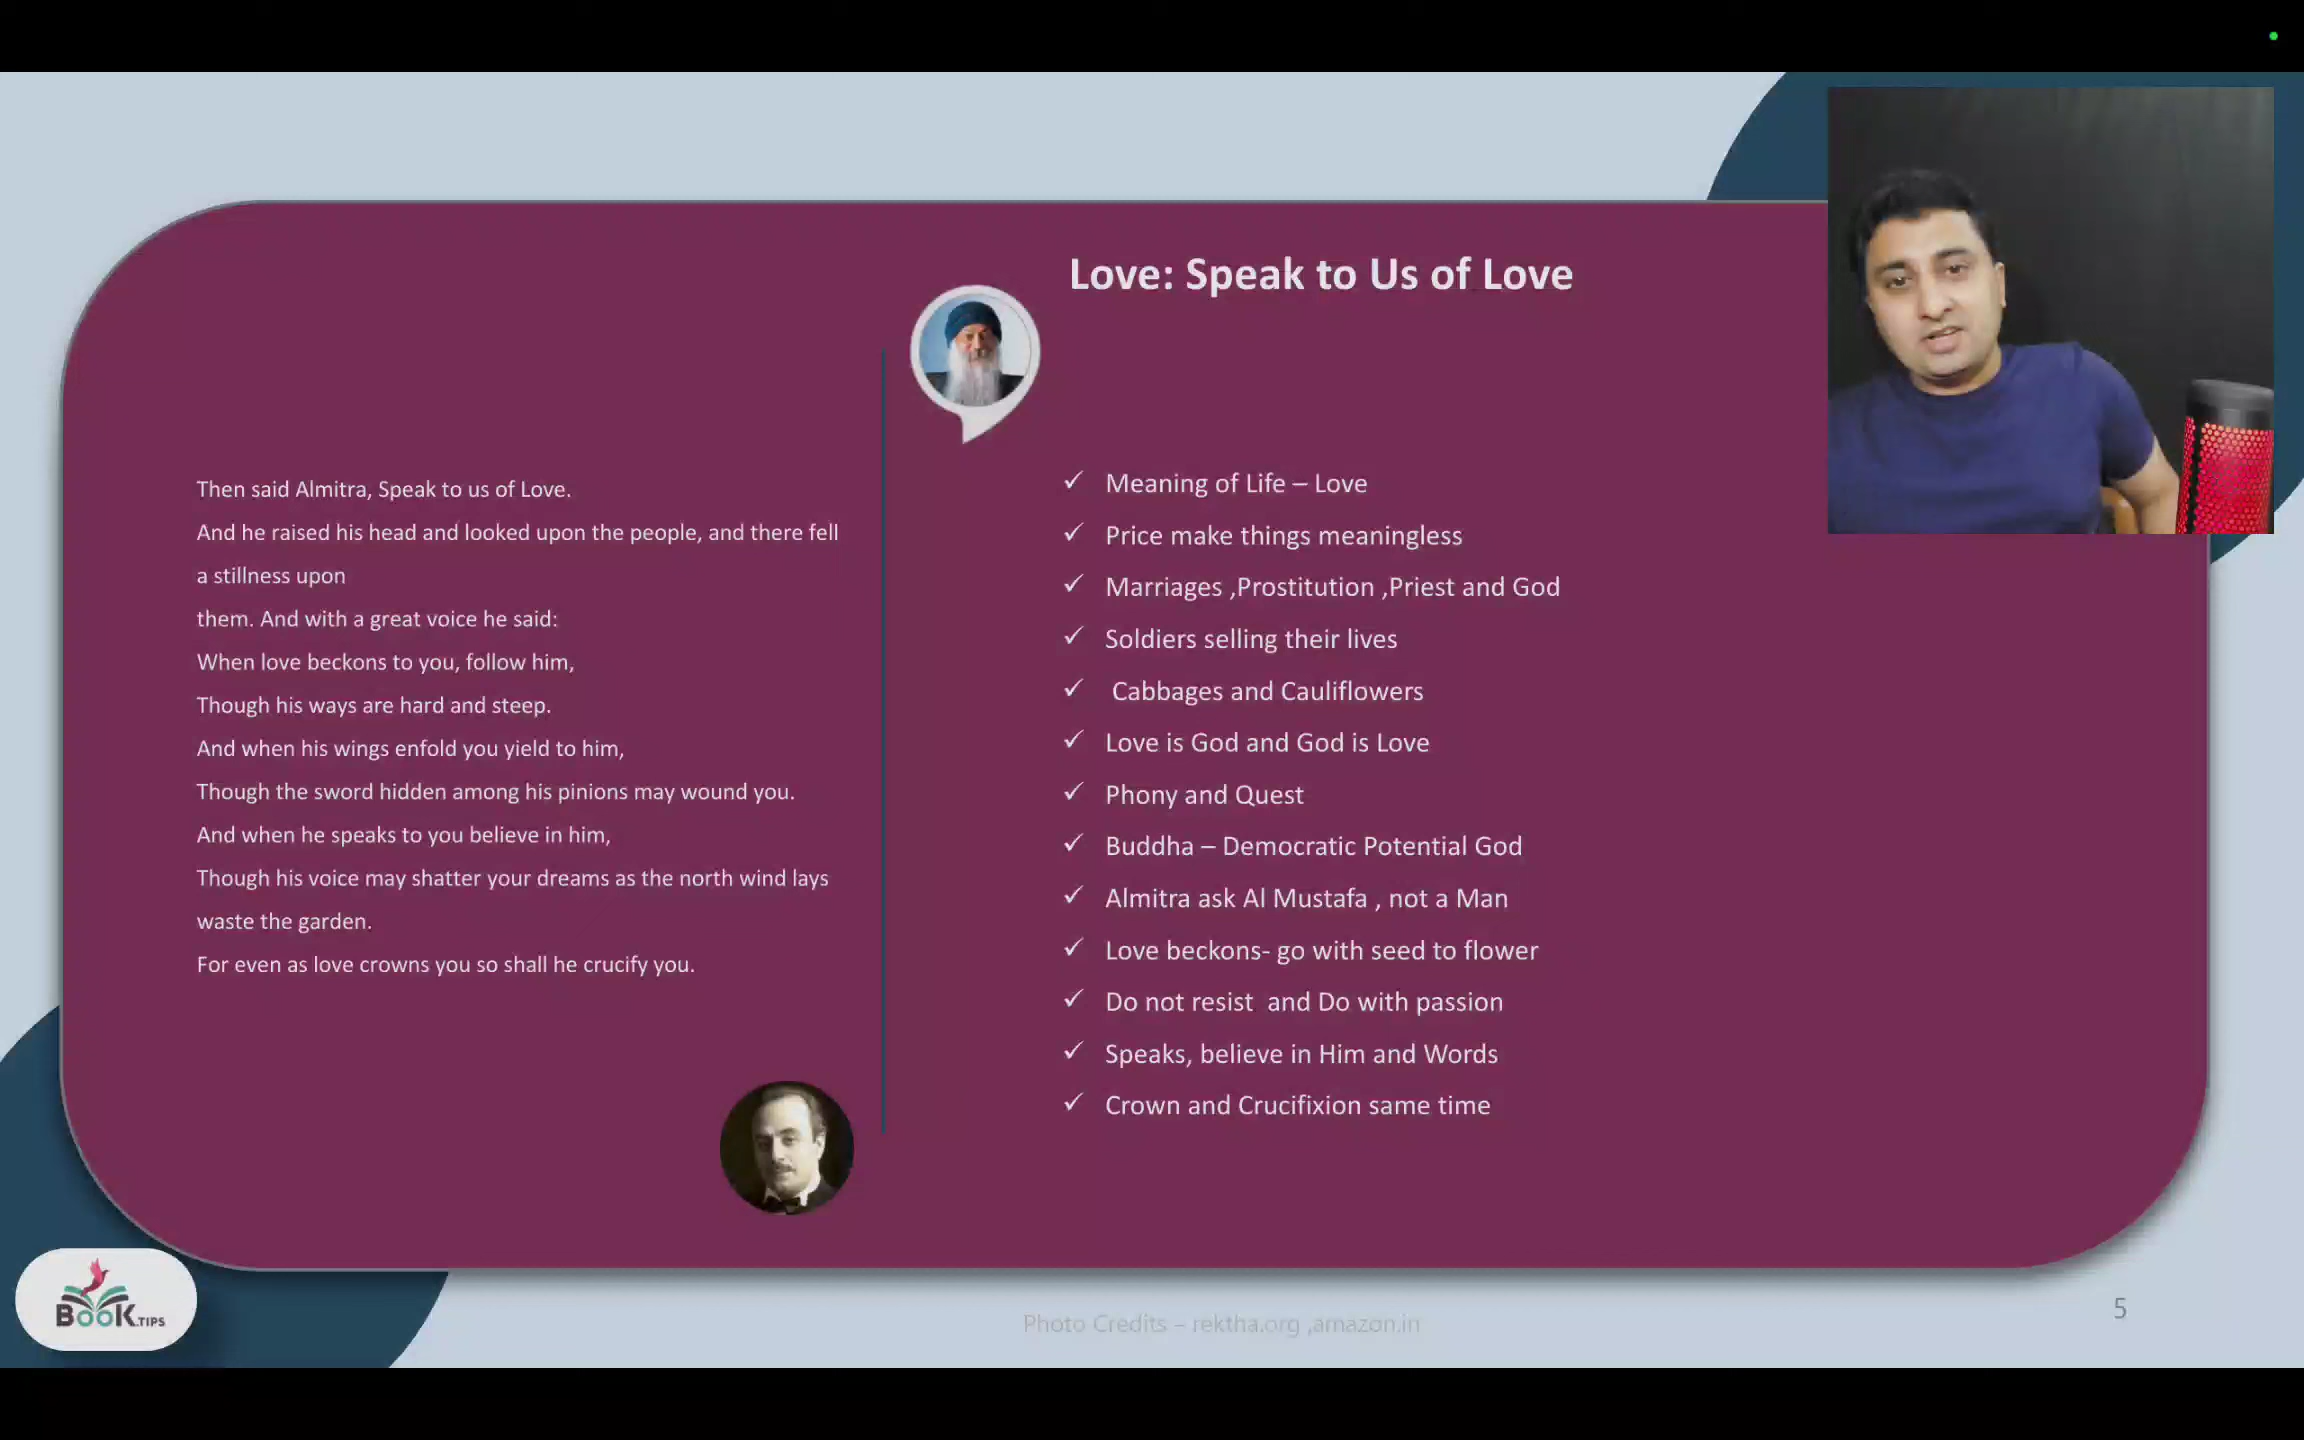 Love: Speak to Us of Love
Then said Almitra, Speak to us of Love.
And he raised his head and looked upon the people, and there fell
a stillness upon
them. And with a great voice he said:
When love beckons to you, follow him,
Though his ways are hard and steep.
And when his wings enfold you yield to him,
Though the sword hidden among his pinions may wound you.
And when he speaks to you believe in him,
Though his voice may shatter your dreams as the north wind lays
waste the garden.
For even as love crowns you so shall he crucify you.
✓ Meaning of Life – Love
✓ Price make things meaningless
✓ Marriages ,Prostitution ,Priest and God
✓ Soldiers selling their lives
✓ Cabbages and Cauliflowers
✓ Love is God and God is Love
✓ Phony and Quest
✓ Buddha – Democratic Potential God
✓ Almitra ask Al Mustafa , not a Man
✓ Love beckons- go with seed to flower
✓ Do not resist  and Do with passion
✓ Speaks, believe in Him and Words
✓ Crown and Crucifixion same time
BooK.TIPS
Photo Credits – rektha.org ,amazon.in
5